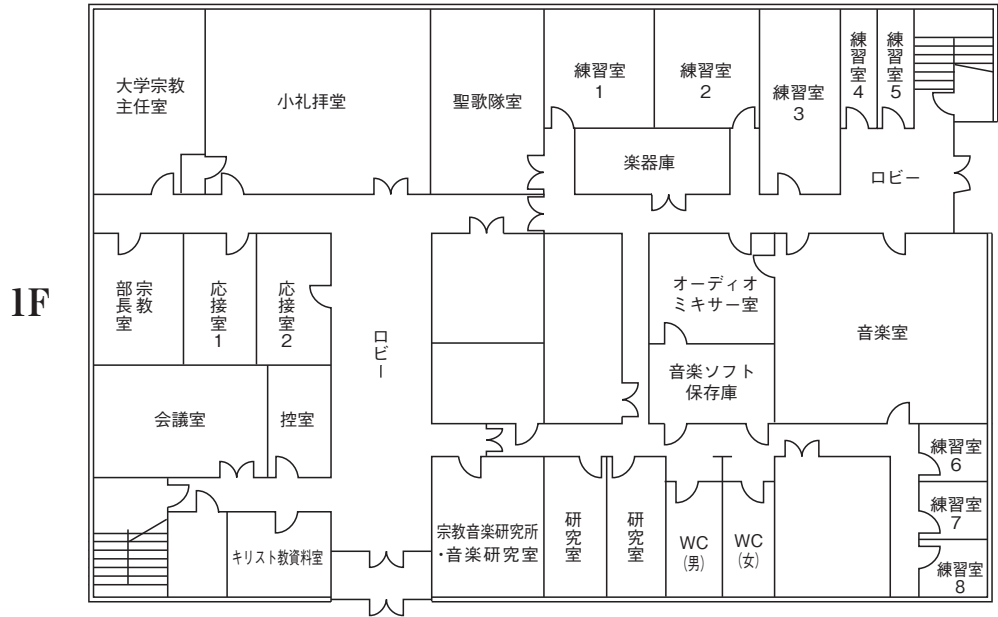 1F
大学宗教
主任室
小礼拝堂
聖歌隊室
練習室
1
練習室
2
練習室
3
練習室
4
練習室
5
楽器庫
ロビー
宗教
部長室
応接室
1
応接室
2
ロビー
オーディオ
ミキサー室
音楽室
音楽ソフト
保存庫
会議室
控室
練習室
6
練習室
7
練習室
8
キリスト教資料室
宗教音楽研究所
・音楽研究室
研究室
研究室
WC
(男)
WC
(女)